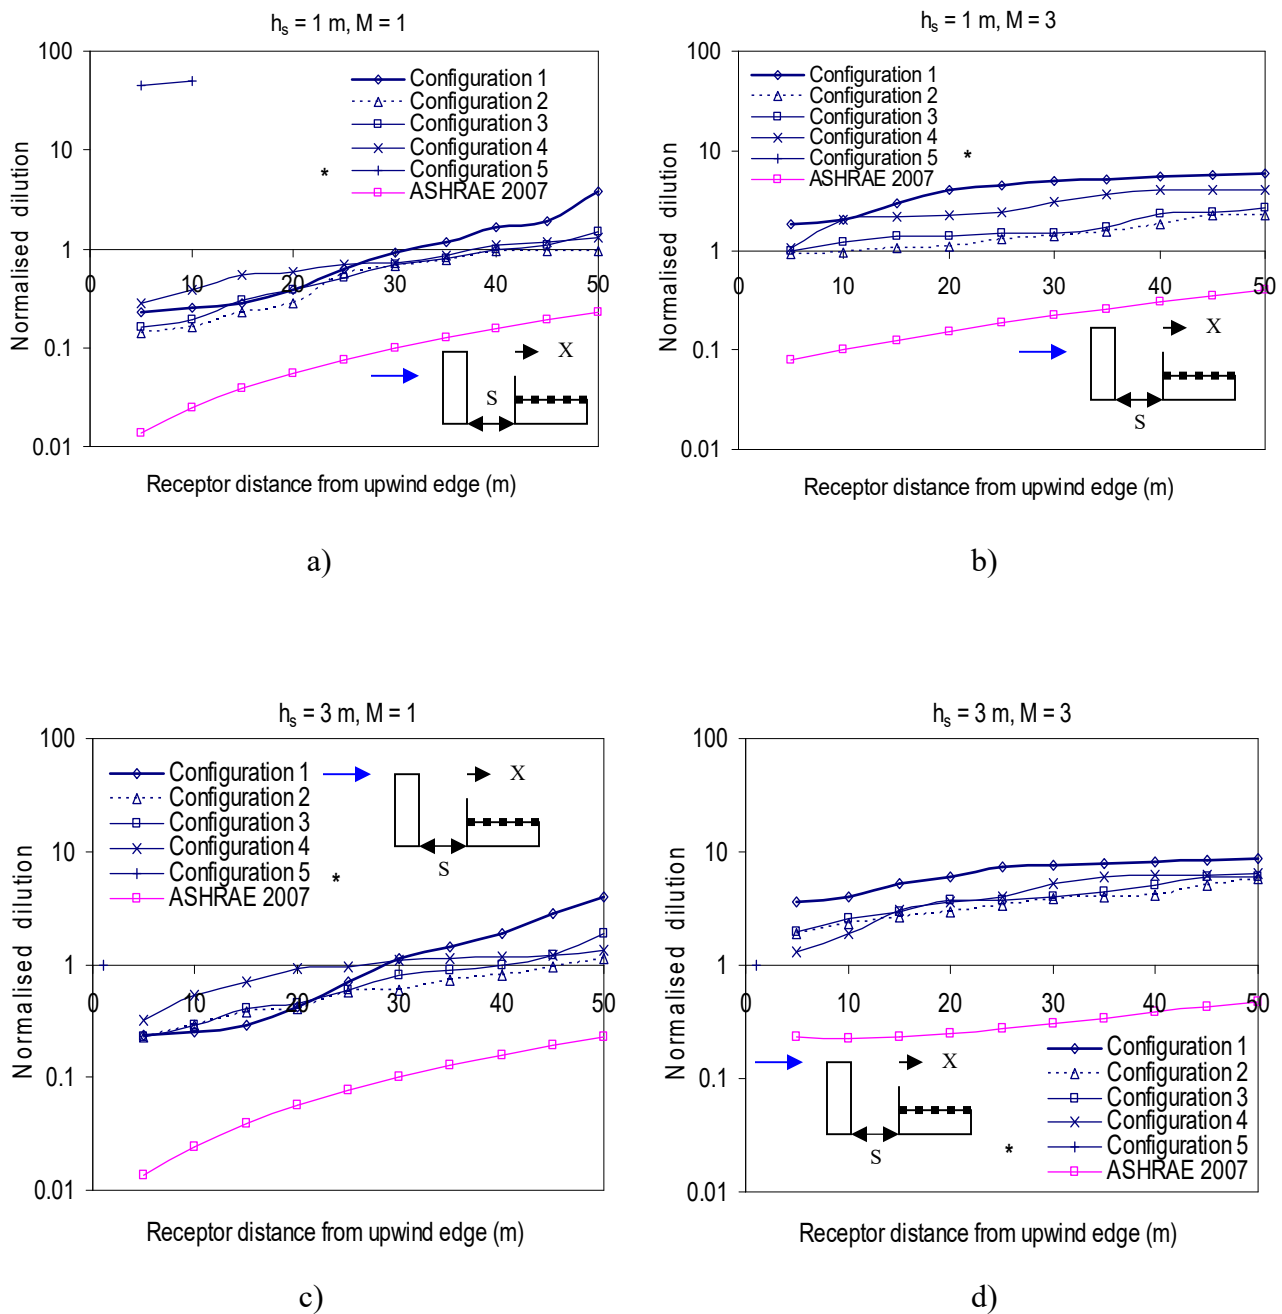 h_s = 1 m, M = 1
100
10
1
0.1
0.01
0
10
20
30
40
50
Normalised dilution
Configuration 1
Configuration 2
Configuration 3
Configuration 4
Configuration 5
*
ASHRAE 2007
X
S
Receptor distance from upwind edge (m)
a)
h_s = 1 m, M = 3
100
10
1
0.1
0.01
0
10
20
30
40
50
Normalised dilution
Configuration 1
Configuration 2
Configuration 3
Configuration 4
Configuration 5
*
ASHRAE 2007
X
S
Receptor distance from upwind edge (m)
b)
h_s = 3 m, M = 1
100
10
1
0.1
0.01
0
10
20
30
40
50
Normalised dilution
Configuration 1
Configuration 2
Configuration 3
Configuration 4
Configuration 5
*
ASHRAE 2007
X
S
Receptor distance from upwind edge (m)
c)
h_s = 3 m, M = 3
100
10
1
0.1
0.01
0
10
20
30
40
50
Normalised dilution
X
S
Configuration 1
Configuration 2
Configuration 3
Configuration 4
Configuration 5
*
ASHRAE 2007
Receptor distance from upwind edge (m)
d)